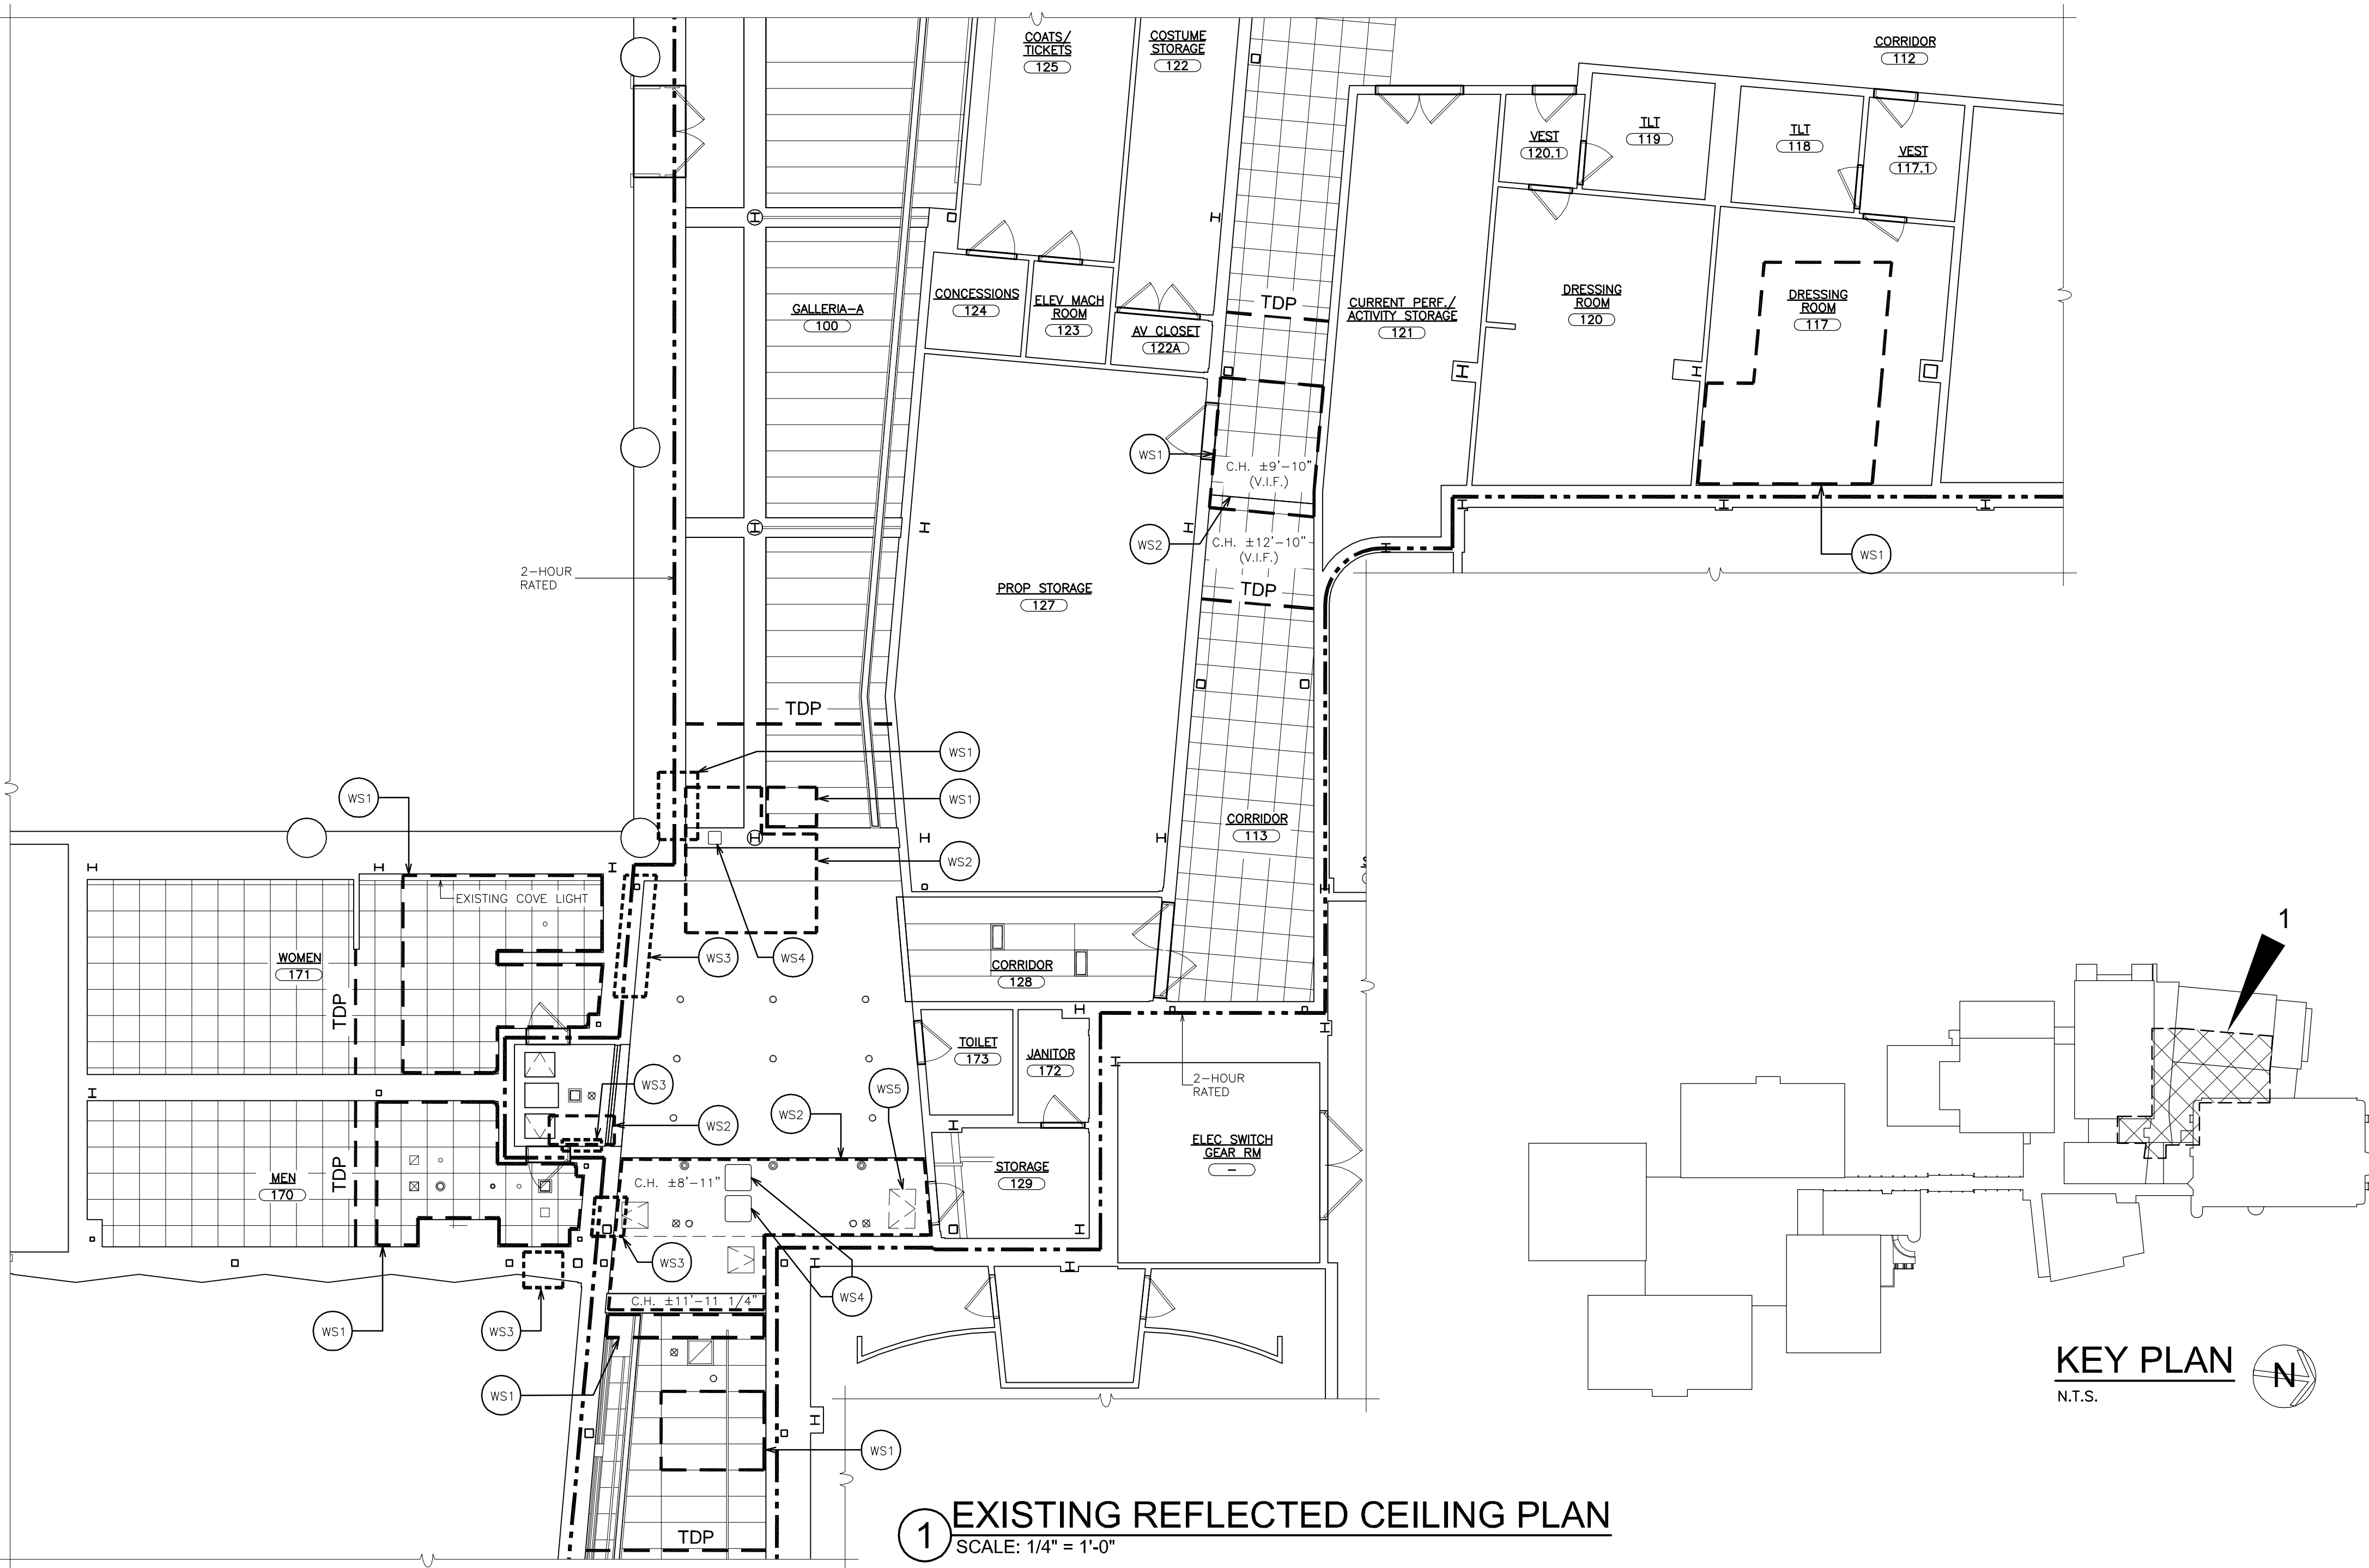 COATS/
TICKETS
125
COSTUME
STORAGE
122
CORRIDOR
112
VEST
120.1
TLT
119
TLT
118
VEST
117.1
GALLERIA-A
100
CONCESSIONS
124
ELEV MACH
ROOM
123
AV CLOSET
122A
TDP
CURRENT PERF./
ACTIVITY STORAGE
121
DRESSING
ROOM
120
DRESSING
ROOM
117
WS1
C.H. ±9'-10"
(V.I.F.)
WS2
C.H. ±12'-10"
(V.I.F.)
WS1
2-HOUR
RATED
PROP STORAGE
127
TDP
TDP
WS1
WS1
WS1
WS2
CORRIDOR
113
EXISTING COVE LIGHT
WOMEN
171
TDP
WS3
WS4
CORRIDOR
128
TOILET
173
JANITOR
172
2-HOUR
RATED
WS3
WS5
WS2
WS2
MEN
170
TDP
C.H. ±8'-11"
STORAGE
129
ELEC SWITCH
GEAR RM
-
WS3
WS4
C.H. ±11'-11 1/4"
WS1
WS3
WS1
WS1
TDP
1
KEY PLAN
N.T.S.
N
1
EXISTING REFLECTED CEILING PLAN
SCALE: 1/4" = 1'-0"